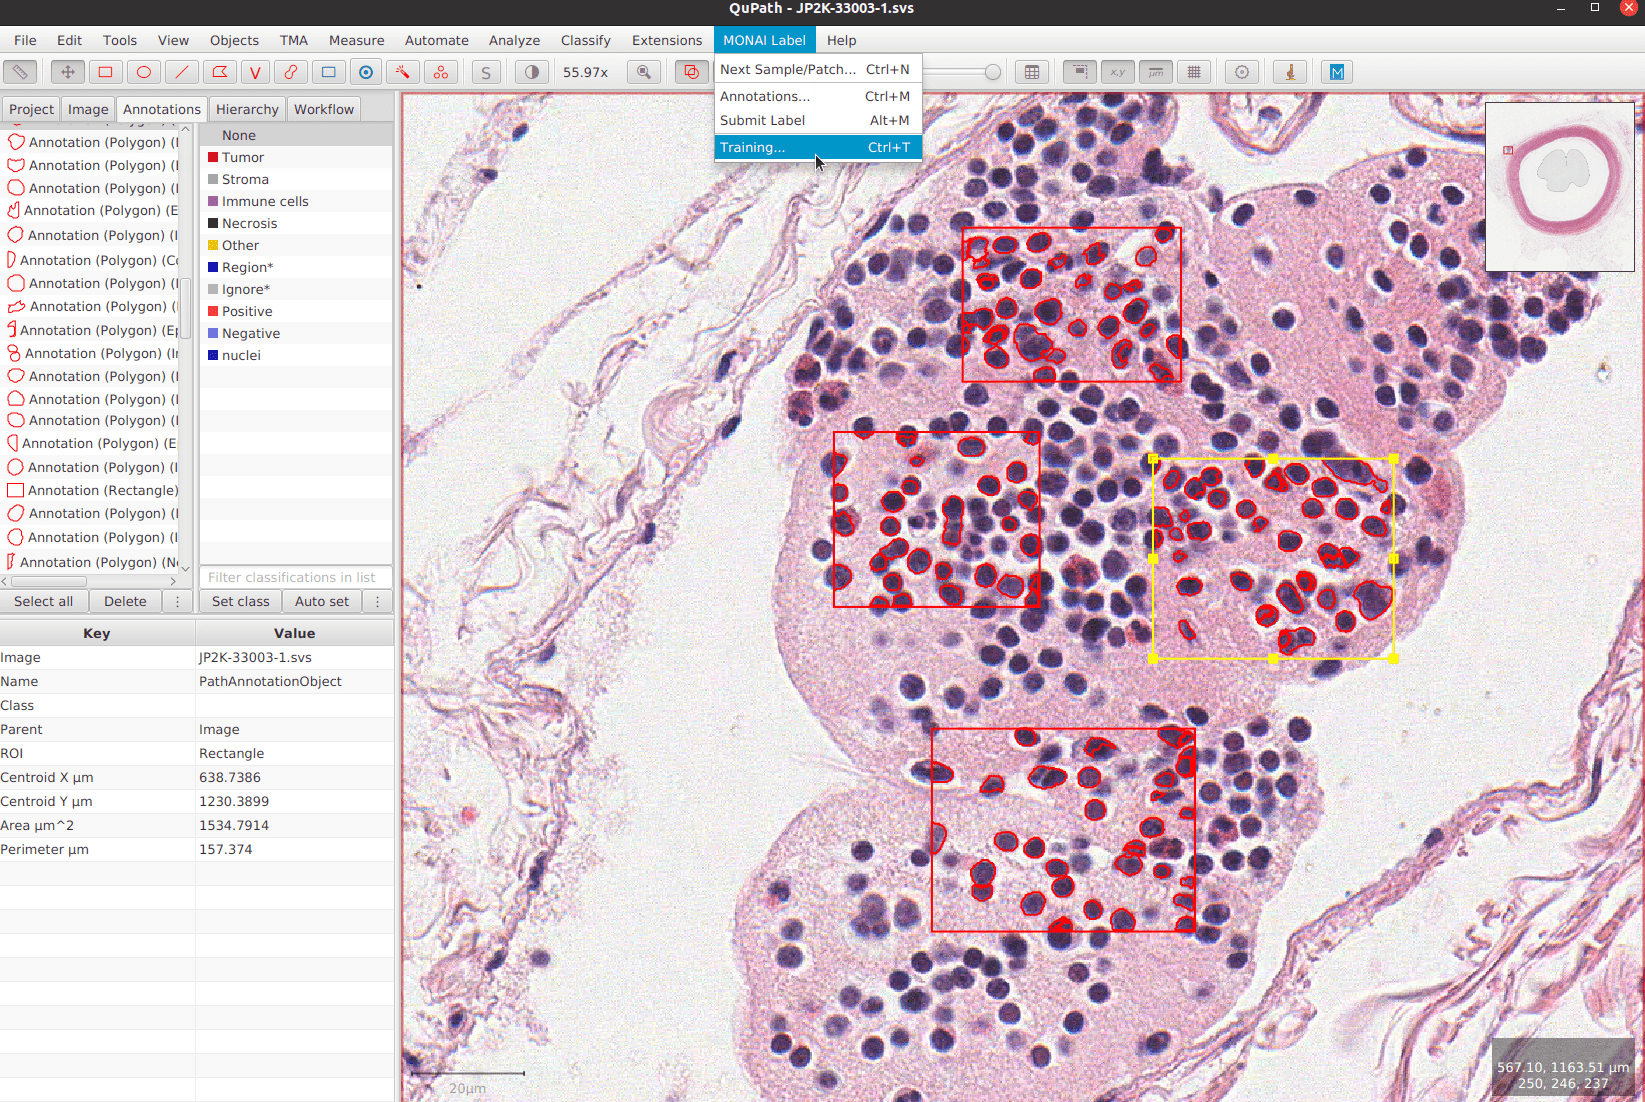 QuPath - JP2K-33003-1.svs
File Edit Tools View Objects TMA Measure Automate Analyze Classify Extensions MONAI Label Help
55.97x
S
x,y
µm
M
Next Sample/Patch... Ctrl+N
Annotations... Ctrl+M
Submit Label Alt+M
Training... Ctrl+T
Project Image Annotations Hierarchy Workflow
Annotation (Polygon) (I
Annotation (Polygon) (I
Annotation (Polygon) (I
Annotation (Polygon) (E
Annotation (Polygon) (I
Annotation (Polygon) (Co
Annotation (Polygon) (I
Annotation (Polygon) (
Annotation (Polygon) (Ep
Annotation (Polygon) (In
Annotation (Polygon) (I
Annotation (Polygon) (I
Annotation (Polygon) (I
Annotation (Polygon) (E
Annotation (Polygon) (I
Annotation (Rectangle)
Annotation (Polygon) (I
Annotation (Polygon) (I
Annotation (Polygon) (Ne
None
Tumor
Stroma
Immune cells
Necrosis
Other
Region*
Ignore*
Positive
Negative
nuclei
Filter classifications in list
Select all Delete ⋮ Set class Auto set ⋮
Key Value
Image JP2K-33003-1.svs
Name PathAnnotationObject
Class
Parent Image
ROI Rectangle
Centroid X µm 638.7386
Centroid Y µm 1230.3899
Area µm^2 1534.7914
Perimeter µm 157.374
20µm
567.10, 1163.51 µm
250, 246, 237